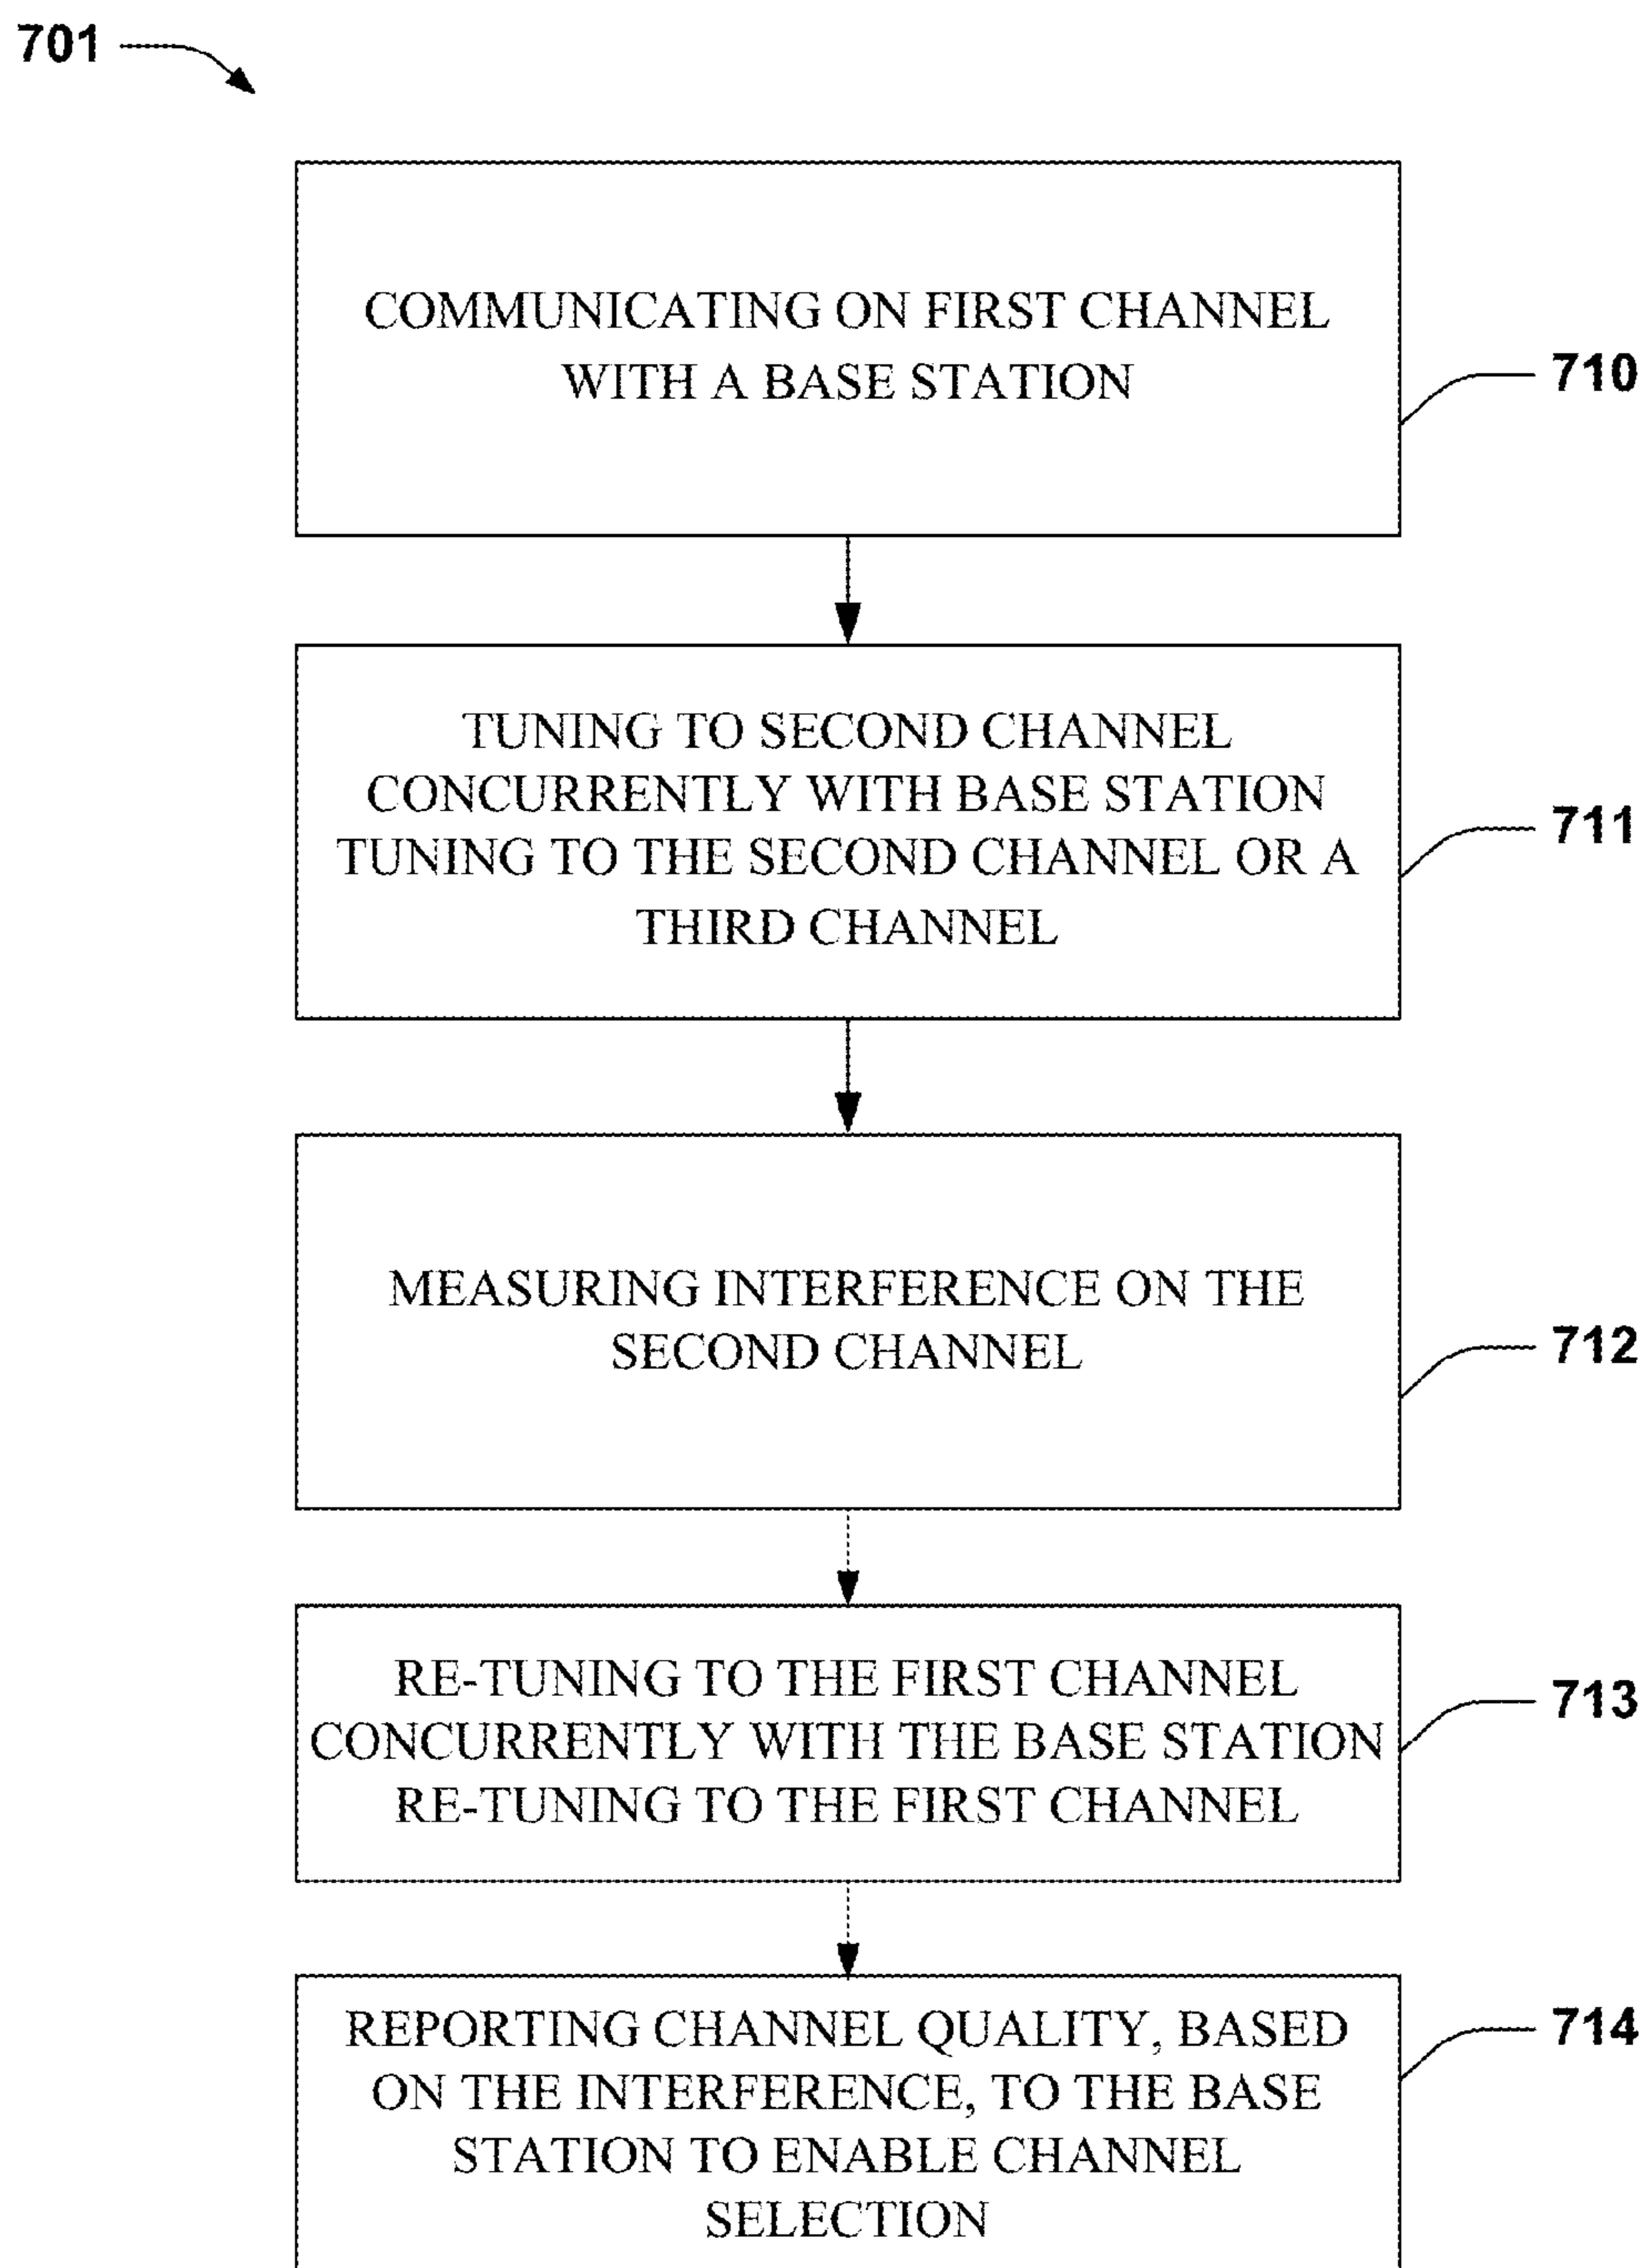 701
COMMUNICATING ON FIRST CHANNEL
WITH A BASE STATION
710
TUNING TO SECOND CHANNEL
CONCURRENTLY WITH BASE STATION
TUNING TO THE SECOND CHANNEL OR A
THIRD CHANNEL
711
MEASURING INTERFERENCE ON THE
SECOND CHANNEL
712
RE-TUNING TO THE FIRST CHANNEL
CONCURRENTLY WITH THE BASE STATION
RE-TUNING TO THE FIRST CHANNEL
713
REPORTING CHANNEL QUALITY, BASED
ON THE INTERFERENCE, TO THE BASE
STATION TO ENABLE CHANNEL
SELECTION
714